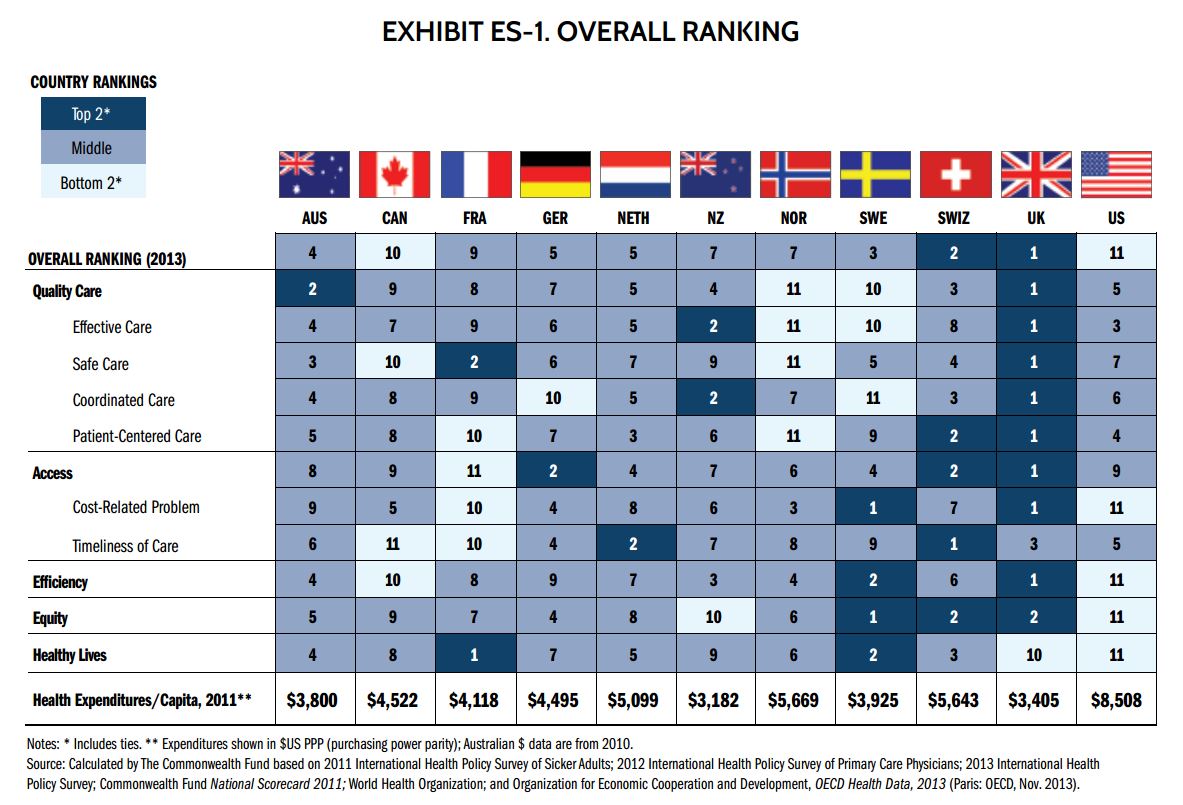 EXHIBIT ES-1. OVERALL RANKING
COUNTRY RANKINGS
Top 2*
Middle
Bottom 2*
AUS CAN FRA GER NETH NZ NOR SWE SWIZ UK US
OVERALL RANKING (2013) 4 10 9 5 5 7 7 3 2 1 11
Quality Care 2 9 8 7 5 4 11 10 3 1 5
Effective Care 4 7 9 6 5 2 11 10 8 1 3
Safe Care 3 10 2 6 7 9 11 5 4 1 7
Coordinated Care 4 8 9 10 5 2 7 11 3 1 6
Patient-Centered Care 5 8 10 7 3 6 11 9 2 1 4
Access 8 9 11 2 4 7 6 4 2 1 9
Cost-Related Problem 9 5 10 4 8 6 3 1 7 1 11
Timeliness of Care 6 11 10 4 2 7 8 9 1 3 5
Efficiency 4 10 8 9 7 3 4 2 6 1 11
Equity 5 9 7 4 8 10 6 1 2 2 11
Healthy Lives 4 8 1 7 5 9 6 2 3 10 11
Health Expenditures/Capita, 2011** $3,800 $4,522 $4,118 $4,495 $5,099 $3,182 $5,669 $3,925 $5,643 $3,405 $8,508
Notes: * Includes ties. ** Expenditures shown in $US PPP (purchasing power parity); Australian $ data are from 2010.
Source: Calculated by The Commonwealth Fund based on 2011 International Health Policy Survey of Sicker Adults; 2012 International Health Policy Survey of Primary Care Physicians; 2013 International Health
Policy Survey; Commonwealth Fund National Scorecard 2011; World Health Organization; and Organization for Economic Cooperation and Development, OECD Health Data, 2013 (Paris: OECD, Nov. 2013).